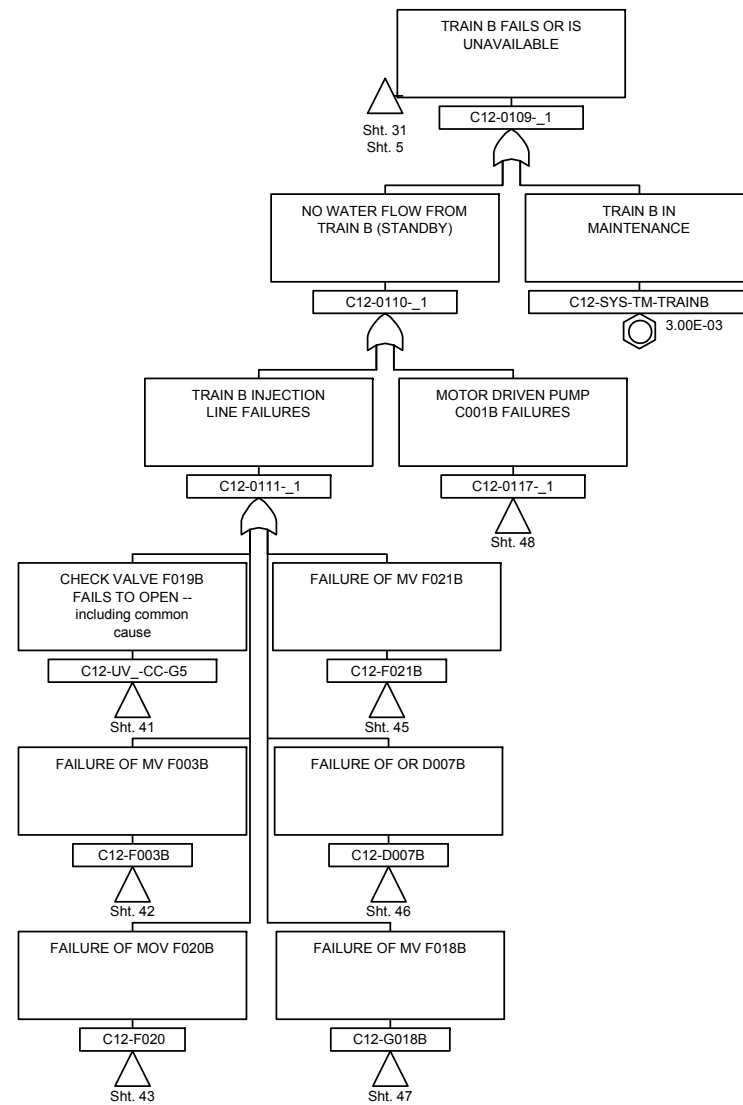 TRAIN B FAILS OR IS
UNAVAILABLE
Sht. 31
Sht. 5
C12-0109-_1
NO WATER FLOW FROM
TRAIN B (STANDBY)
C12-0110-_1
TRAIN B IN
MAINTENANCE
C12-SYS-TM-TRAINB
3.00E-03
TRAIN B INJECTION
LINE FAILURES
C12-0111-_1
MOTOR DRIVEN PUMP
C001B FAILURES
C12-0117-_1
Sht. 48
CHECK VALVE F019B
FAILS TO OPEN --
including common
cause
C12-UV_-CC-G5
Sht. 41
FAILURE OF MV F021B
C12-F021B
Sht. 45
FAILURE OF MV F003B
C12-F003B
Sht. 42
FAILURE OF OR D007B
C12-D007B
Sht. 46
FAILURE OF MOV F020B
C12-F020
Sht. 43
FAILURE OF MV F018B
C12-G018B
Sht. 47